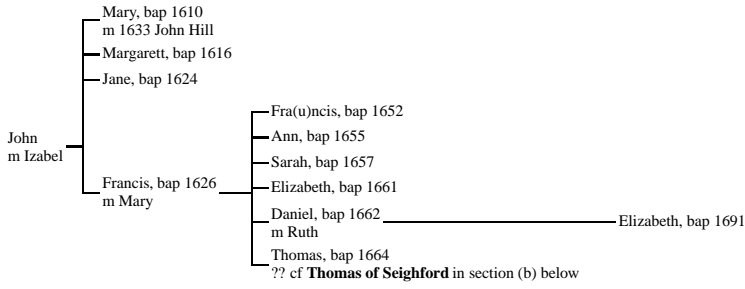 Mary, bap 1610
m 1633 John Hill
Margarett, bap 1616
Jane, bap 1624
John
m Izabel
Francis, bap 1626
m Mary
Fra(u)ncis, bap 1652
Ann, bap 1655
Sarah, bap 1657
Elizabeth, bap 1661
Daniel, bap 1662
m Ruth
Elizabeth, bap 1691
Thomas, bap 1664
?? cf Thomas of Seighford in section (b) below